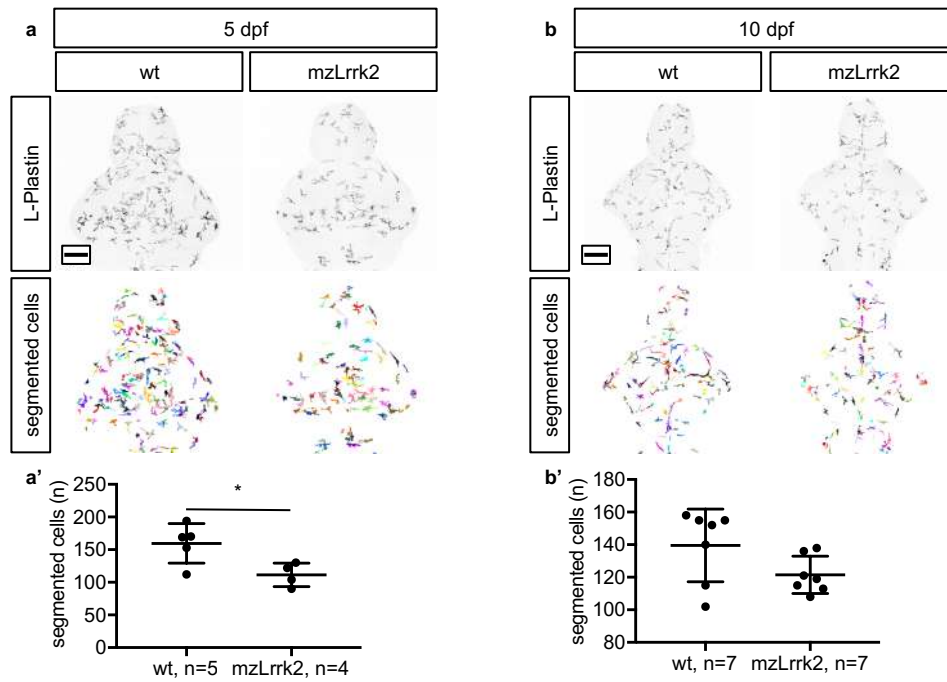 a
5 dpf
wt
mzLrrk2
L-Plastin
segmented cells
a’
segmented cells (n)
250
200
150
100
50
0
*
wt, n=5
mzLrrk2, n=4
b
10 dpf
wt
mzLrrk2
L-Plastin
segmented cells
b’
segmented cells (n)
180
160
140
120
100
80
wt, n=7
mzLrrk2, n=7